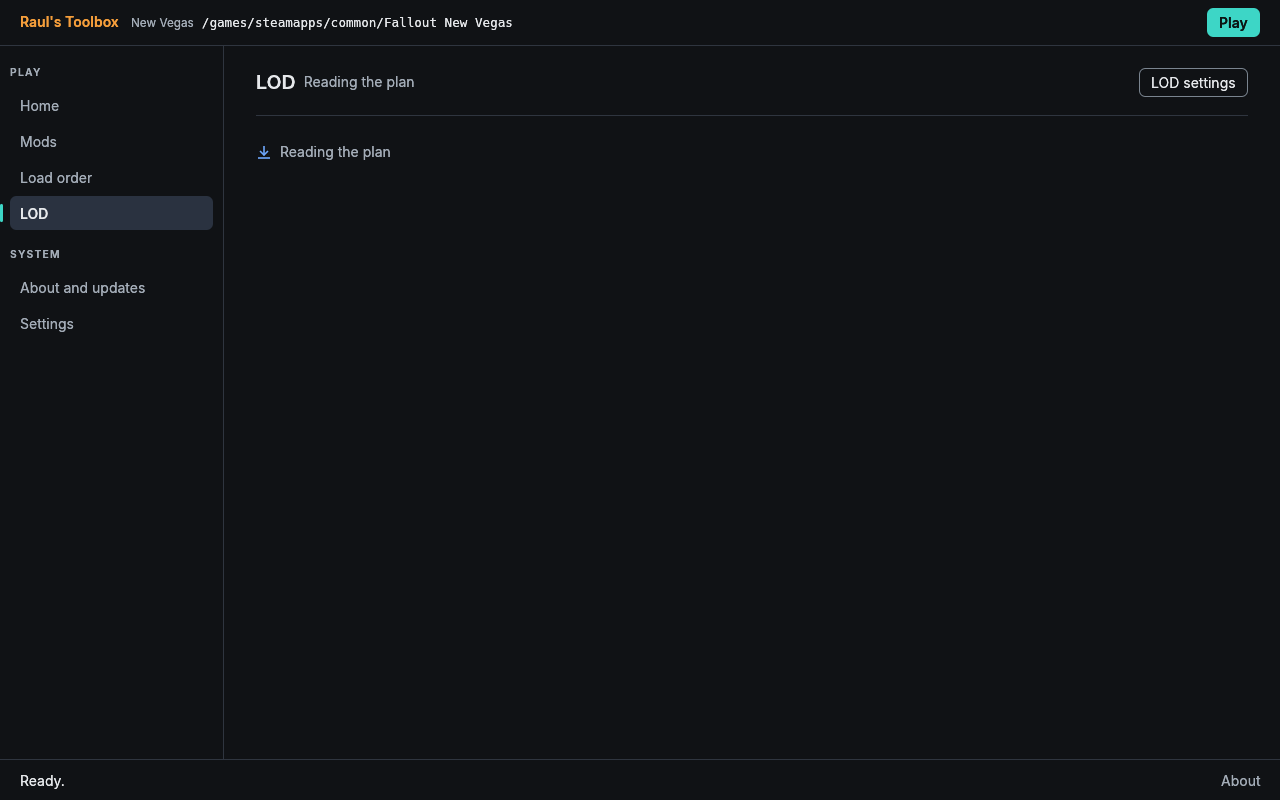 Raul's Toolbox New Vegas /games/steamapps/common/Fallout New Vegas Play
PLAY
Home
Mods
Load order
LOD
SYSTEM
About and updates
Settings
LOD Reading the plan LOD settings
Reading the plan
Ready. About